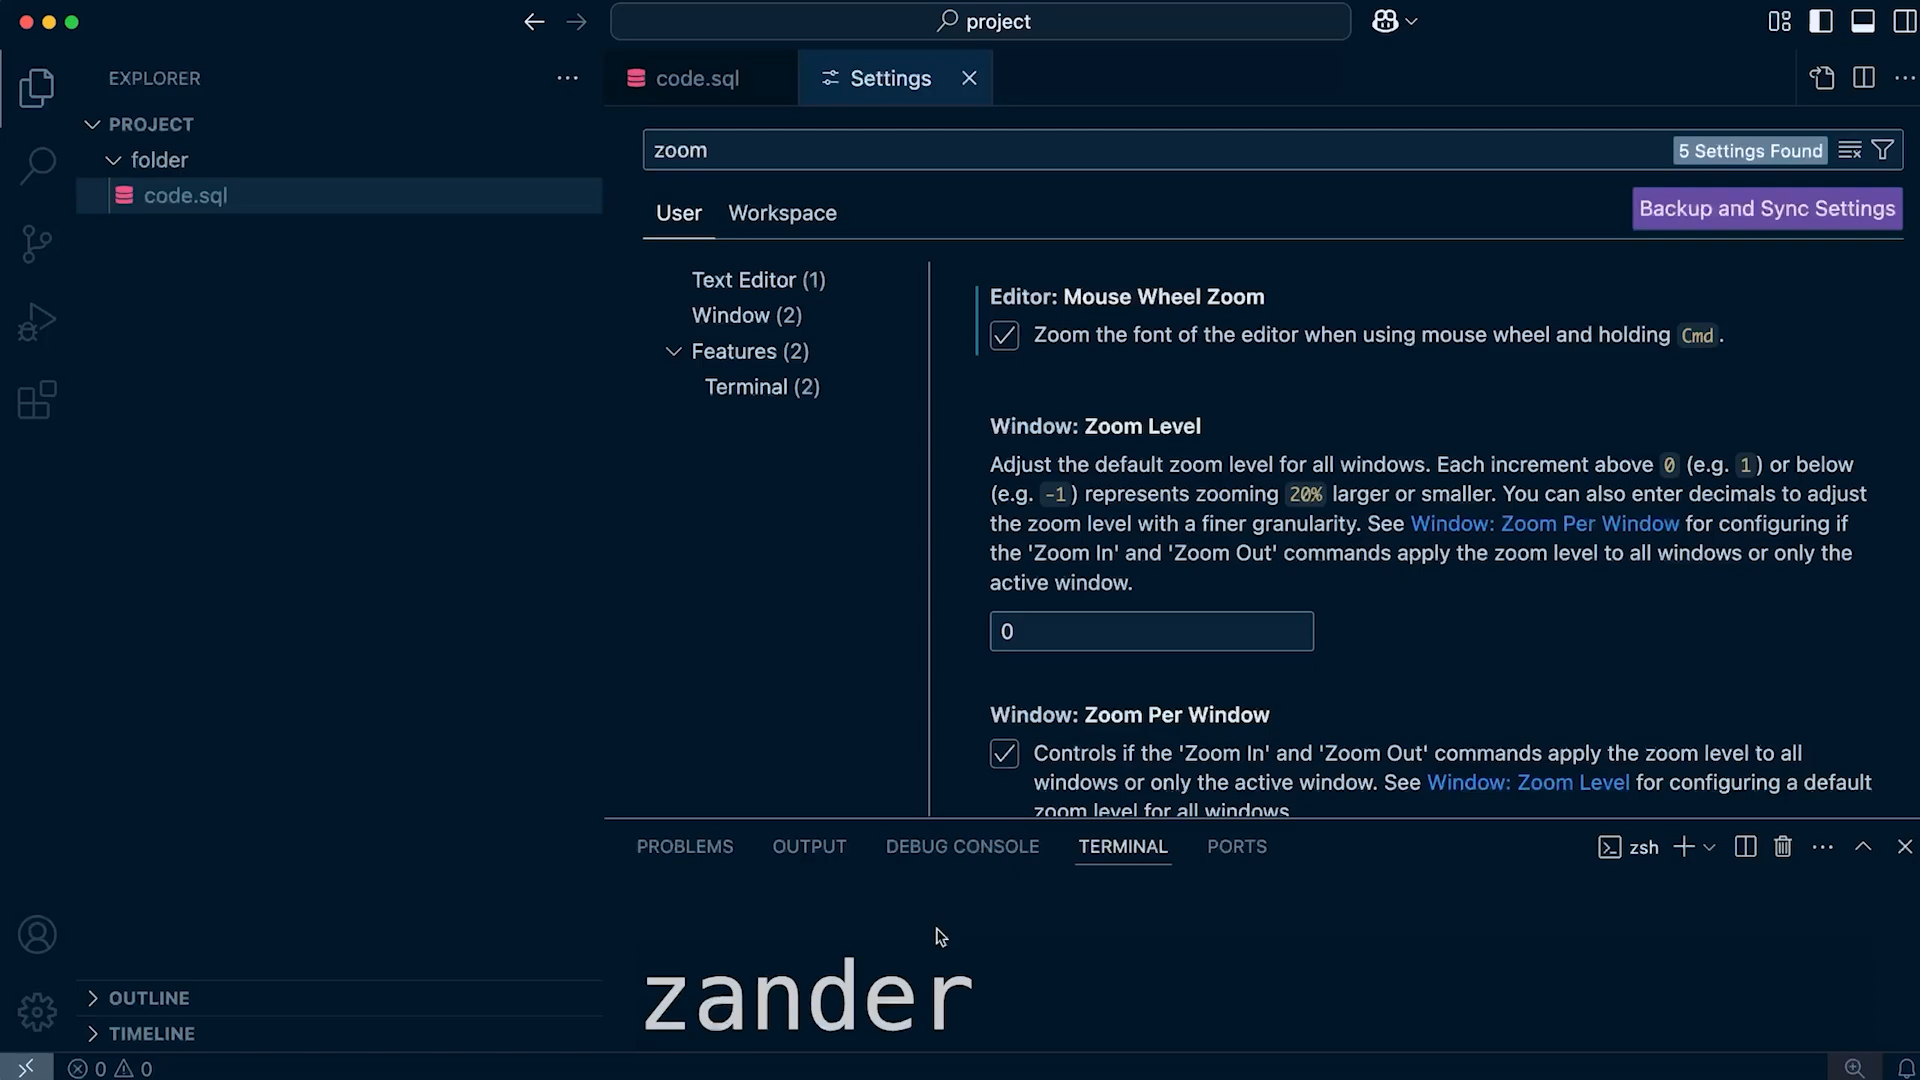 project
EXPLORER
code.sql
Settings
PROJECT
folder
code.sql
zoom
5 Settings Found
User
Workspace
Backup and Sync Settings
Text Editor (1)
Window (2)
Features (2)
Terminal (2)
Editor: Mouse Wheel Zoom
Zoom the font of the editor when using mouse wheel and holding Cmd.
Window: Zoom Level
Adjust the default zoom level for all windows. Each increment above 0 (e.g. 1) or below
(e.g. -1) represents zooming 20% larger or smaller. You can also enter decimals to adjust
the zoom level with a finer granularity. See Window: Zoom Per Window for configuring if
the 'Zoom In' and 'Zoom Out' commands apply the zoom level to all windows or only the
active window.
0
Window: Zoom Per Window
Controls if the 'Zoom In' and 'Zoom Out' commands apply the zoom level to all
windows or only the active window. See Window: Zoom Level for configuring a default
zoom level for all windows
PROBLEMS
OUTPUT
DEBUG CONSOLE
TERMINAL
PORTS
zsh
zander
OUTLINE
TIMELINE
0
0